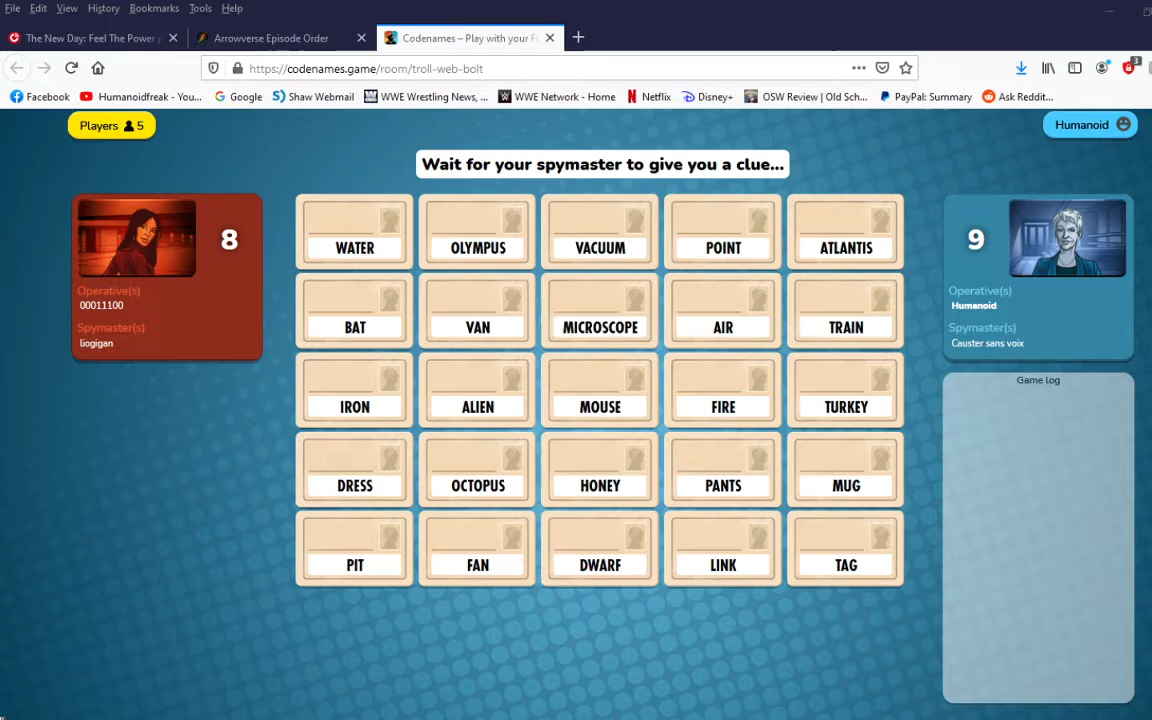 File Edit View History Bookmarks Tools Help
The New Day: Feel The Power p
Arrowverse Episode Order
Codenames – Play with your F
https://codenames.game/room/troll-web-bolt
3
Facebook Humanoidfreak - You... Google Shaw Webmail WWE Wrestling News, ... WWE Network - Home Netflix Disney+ OSW Review | Old Sch... PayPal: Summary Ask Reddit...
Players 5
Humanoid
Wait for your spymaster to give you a clue...
8
Operative(s)
00011100
Spymaster(s)
liogigan
WATER OLYMPUS VACUUM POINT ATLANTIS
BAT VAN MICROSCOPE AIR TRAIN
IRON ALIEN MOUSE FIRE TURKEY
DRESS OCTOPUS HONEY PANTS MUG
PIT FAN DWARF LINK TAG
9
Operative(s)
Humanoid
Spymaster(s)
Causter sans voix
Game log